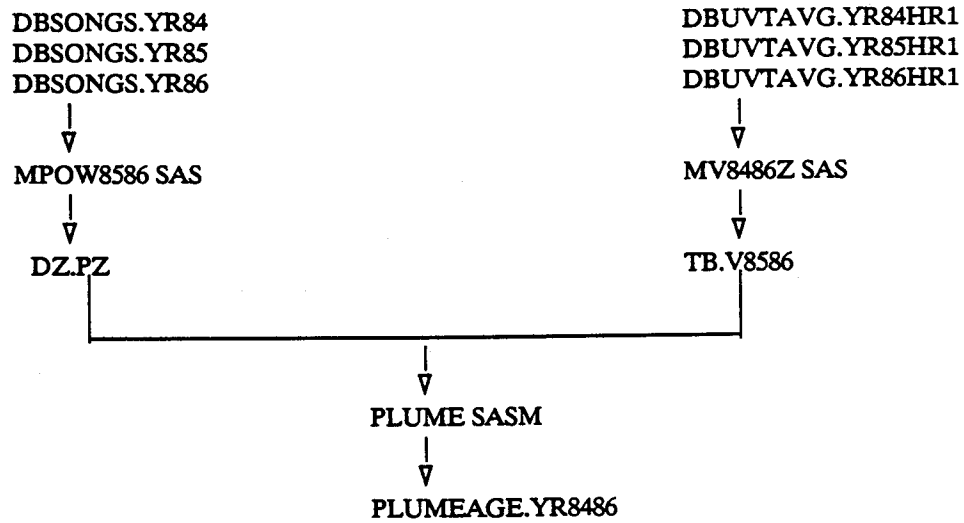 DBSONGS.YR84
DBSONGS.YR85
DBSONGS.YR86
MPOW8586 SAS
DZ.PZ
DBUVTAVG.YR84HR1
DBUVTAVG.YR85HR1
DBUVTAVG.YR86HR1
MV8486Z SAS
TB.V8586
PLUME SASM
PLUMEAGE.YR8486